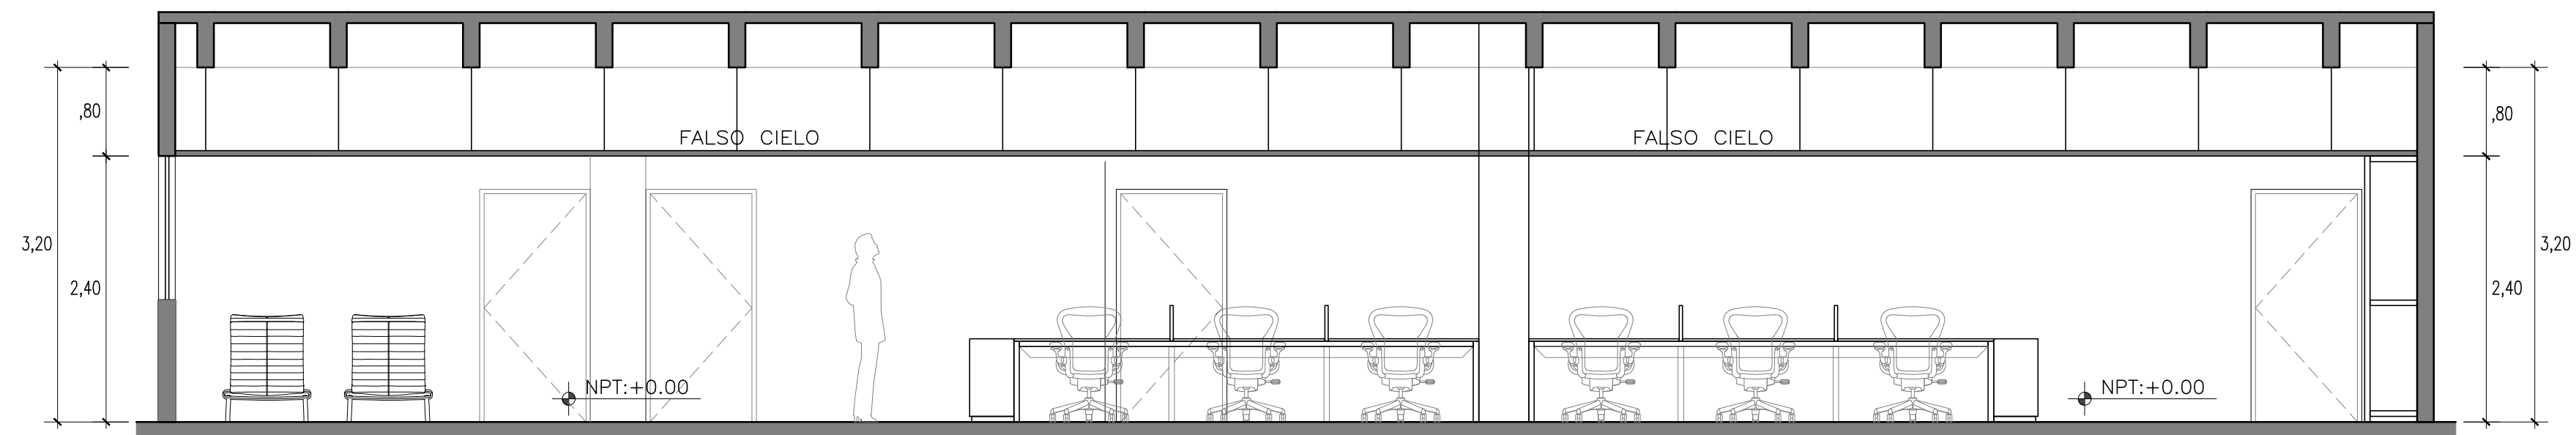 ,80
,80
FALSO CIELO
FALSO CIELO
3,20
3,20
2,40
2,40
NPT:+0.00
NPT:+0.00